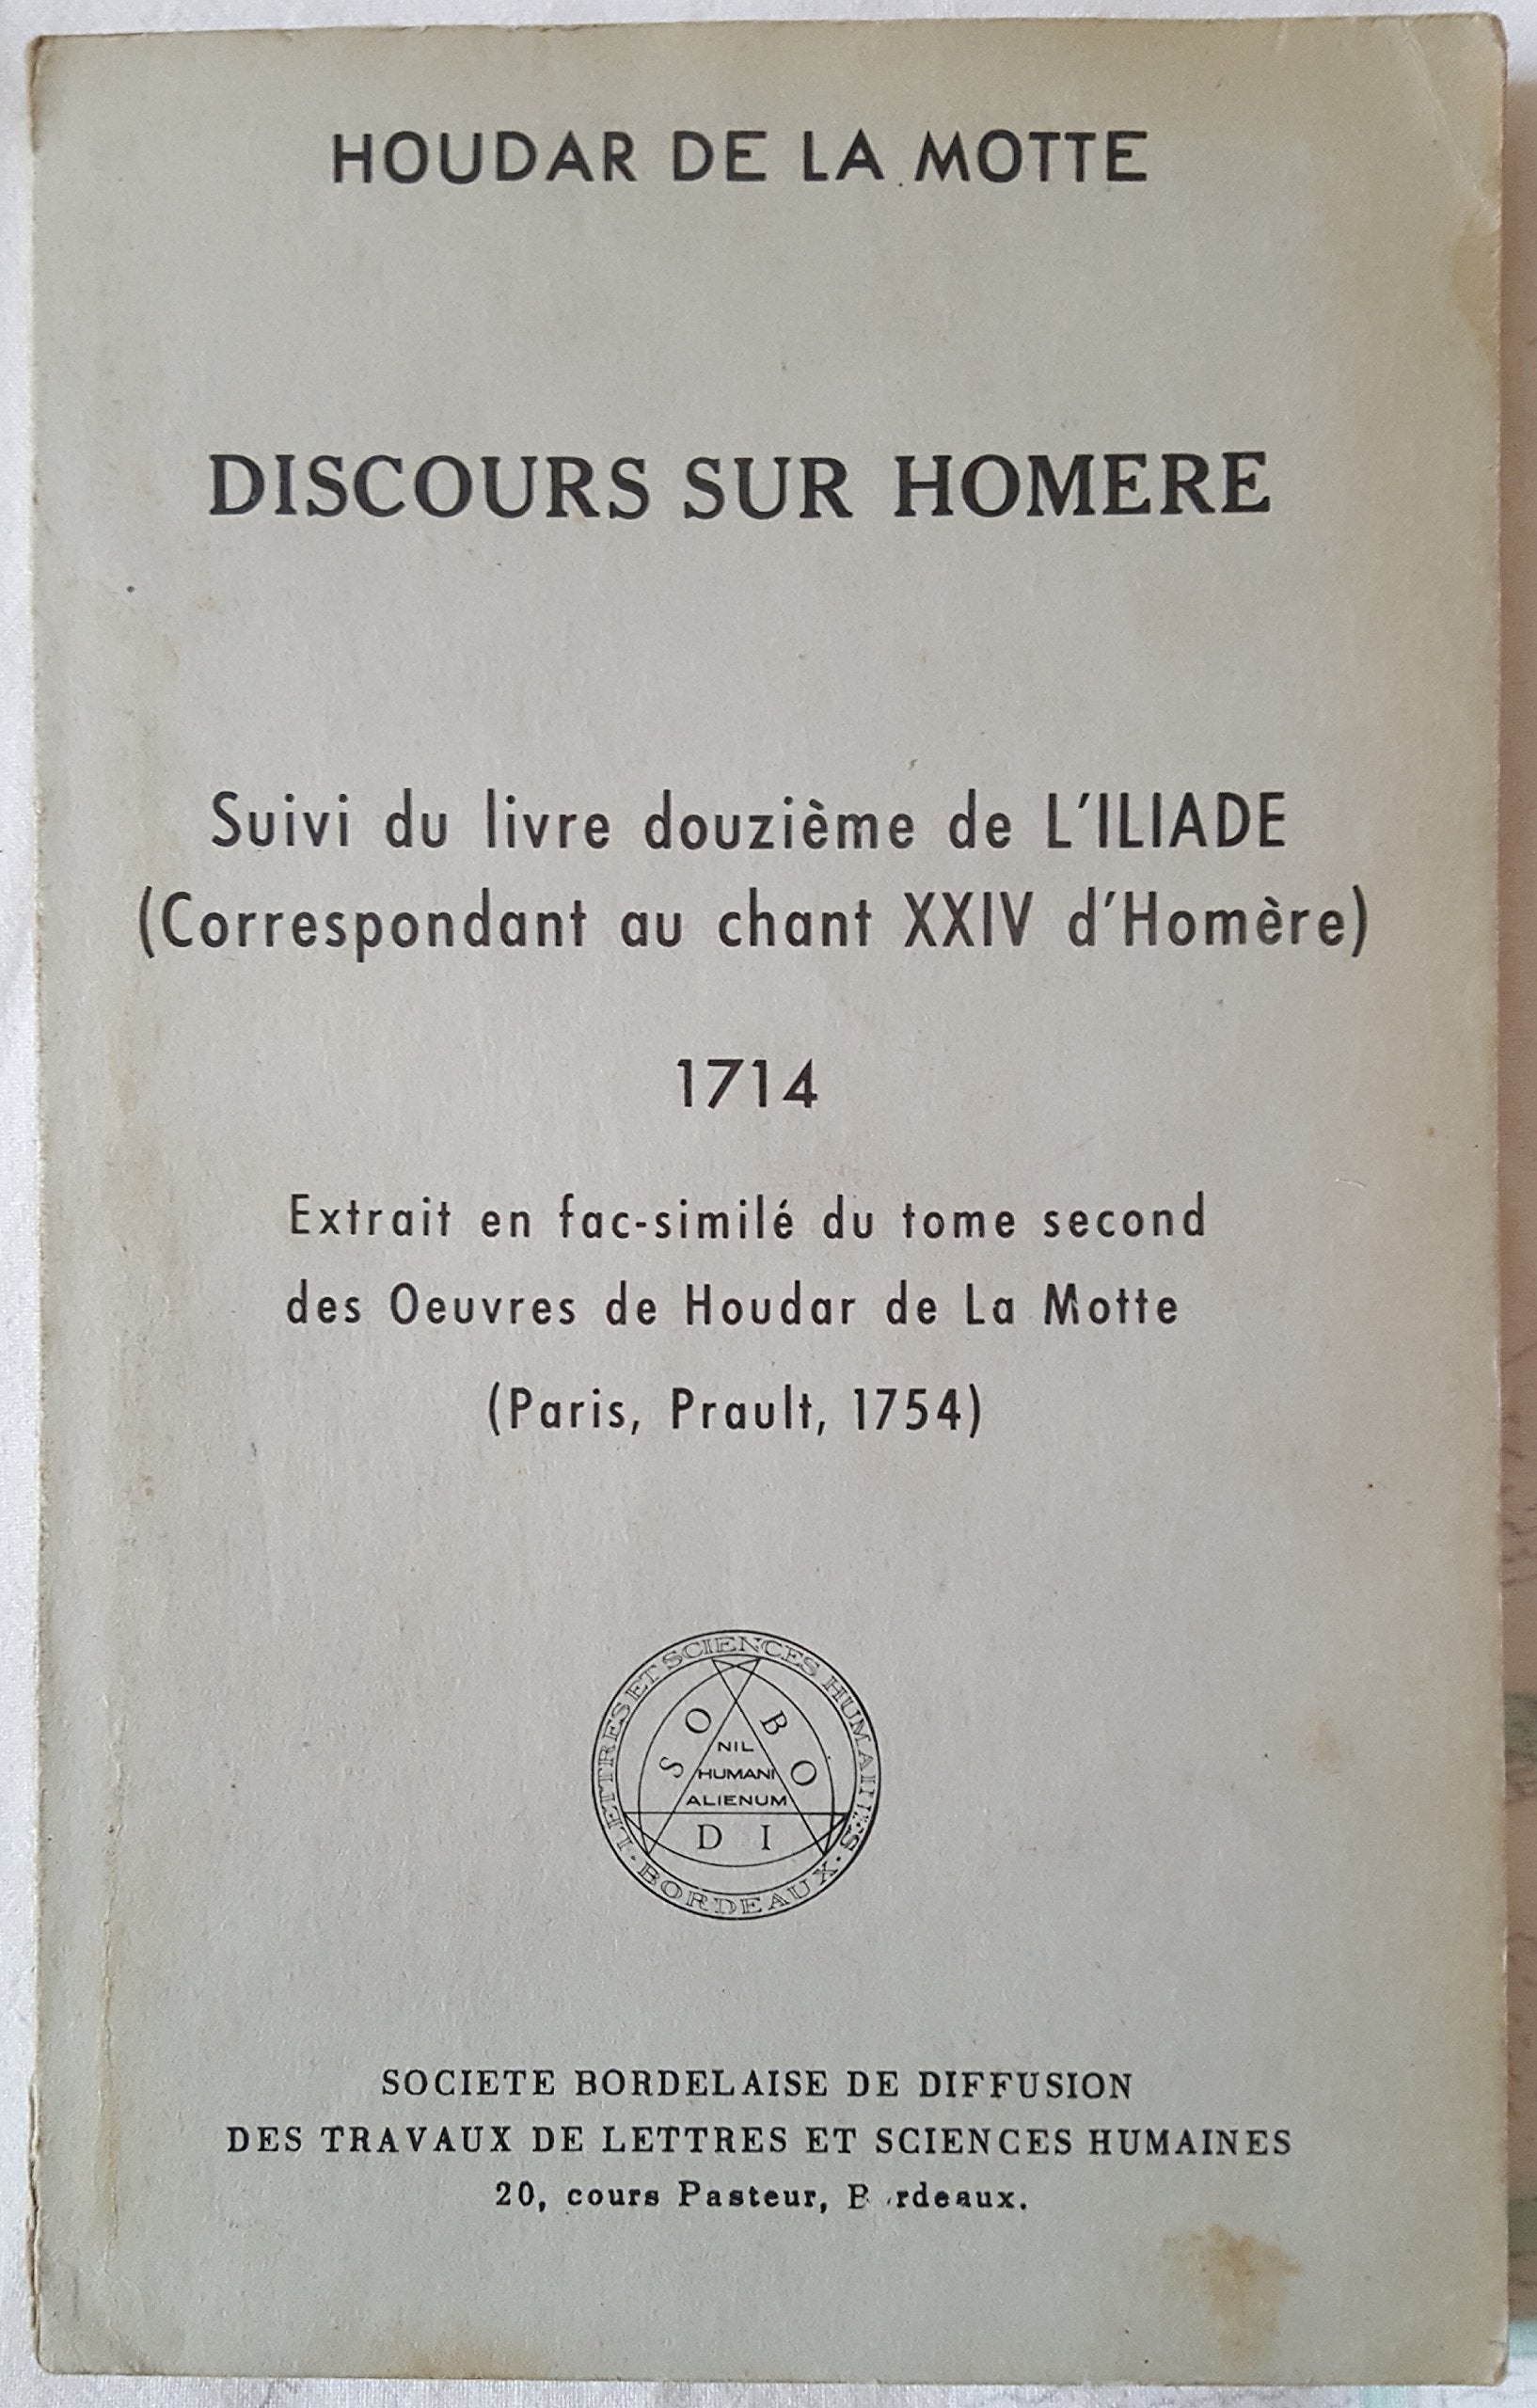 HOUDAR DE LA MOTTE
DISCOURS SUR HOMERE
Suivi du livre douzième de L'ILIADE
(Correspondant au chant XXIV d'Homère)
1714
Extrait en fac-similé du tome second
des Oeuvres de Houdar de La Motte
(Paris, Prault, 1754)
LETTRES ET SCIENCES HUMAINES
SOBO
NIL
HUMANI
ALIENUM
DI
· BORDEAUX ·
SOCIETE BORDELAISE DE DIFFUSION
DES TRAVAUX DE LETTRES ET SCIENCES HUMAINES
20, cours Pasteur, B rdeaux.